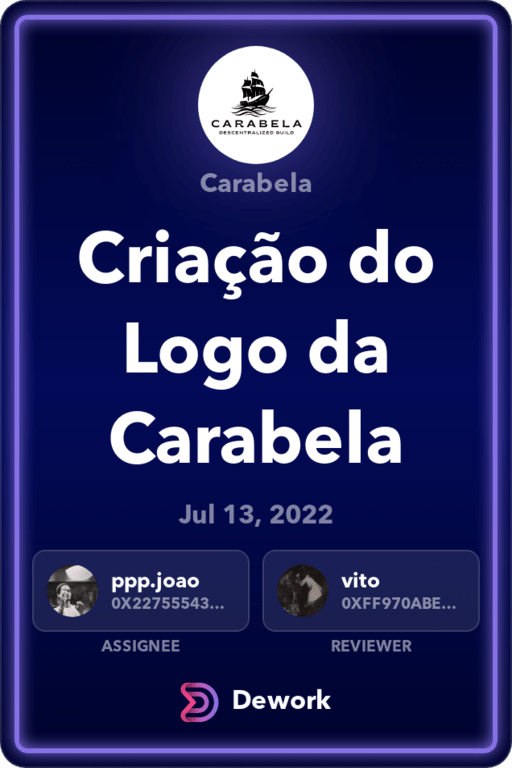 CARABELA
DESCENTRALIZED GUILD
Carabela
Criação do
Logo da
Carabela
Jul 13, 2022
ppp.joao
0X22755543...
ASSIGNEE
vito
0XFF970ABE...
REVIEWER
Dework